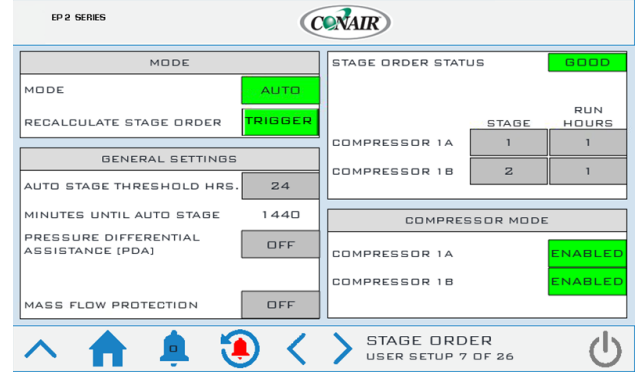 EP2 SERIES
CONAIR
MODE
MODE AUTO
RECALCULATE STAGE ORDER TRIGGER
GENERAL SETTINGS
AUTO STAGE THRESHOLD HRS. 24
MINUTES UNTIL AUTO STAGE 1440
PRESSURE DIFFERENTIAL
ASSISTANCE (PDA) OFF
MASS FLOW PROTECTION OFF
STAGE ORDER STATUS GOOD
STAGE RUN
HOURS
COMPRESSOR 1A 1 1
COMPRESSOR 1B 2 1
COMPRESSOR MODE
COMPRESSOR 1A ENABLED
COMPRESSOR 1B ENABLED
0
STAGE ORDER
USER SETUP 7 OF 26